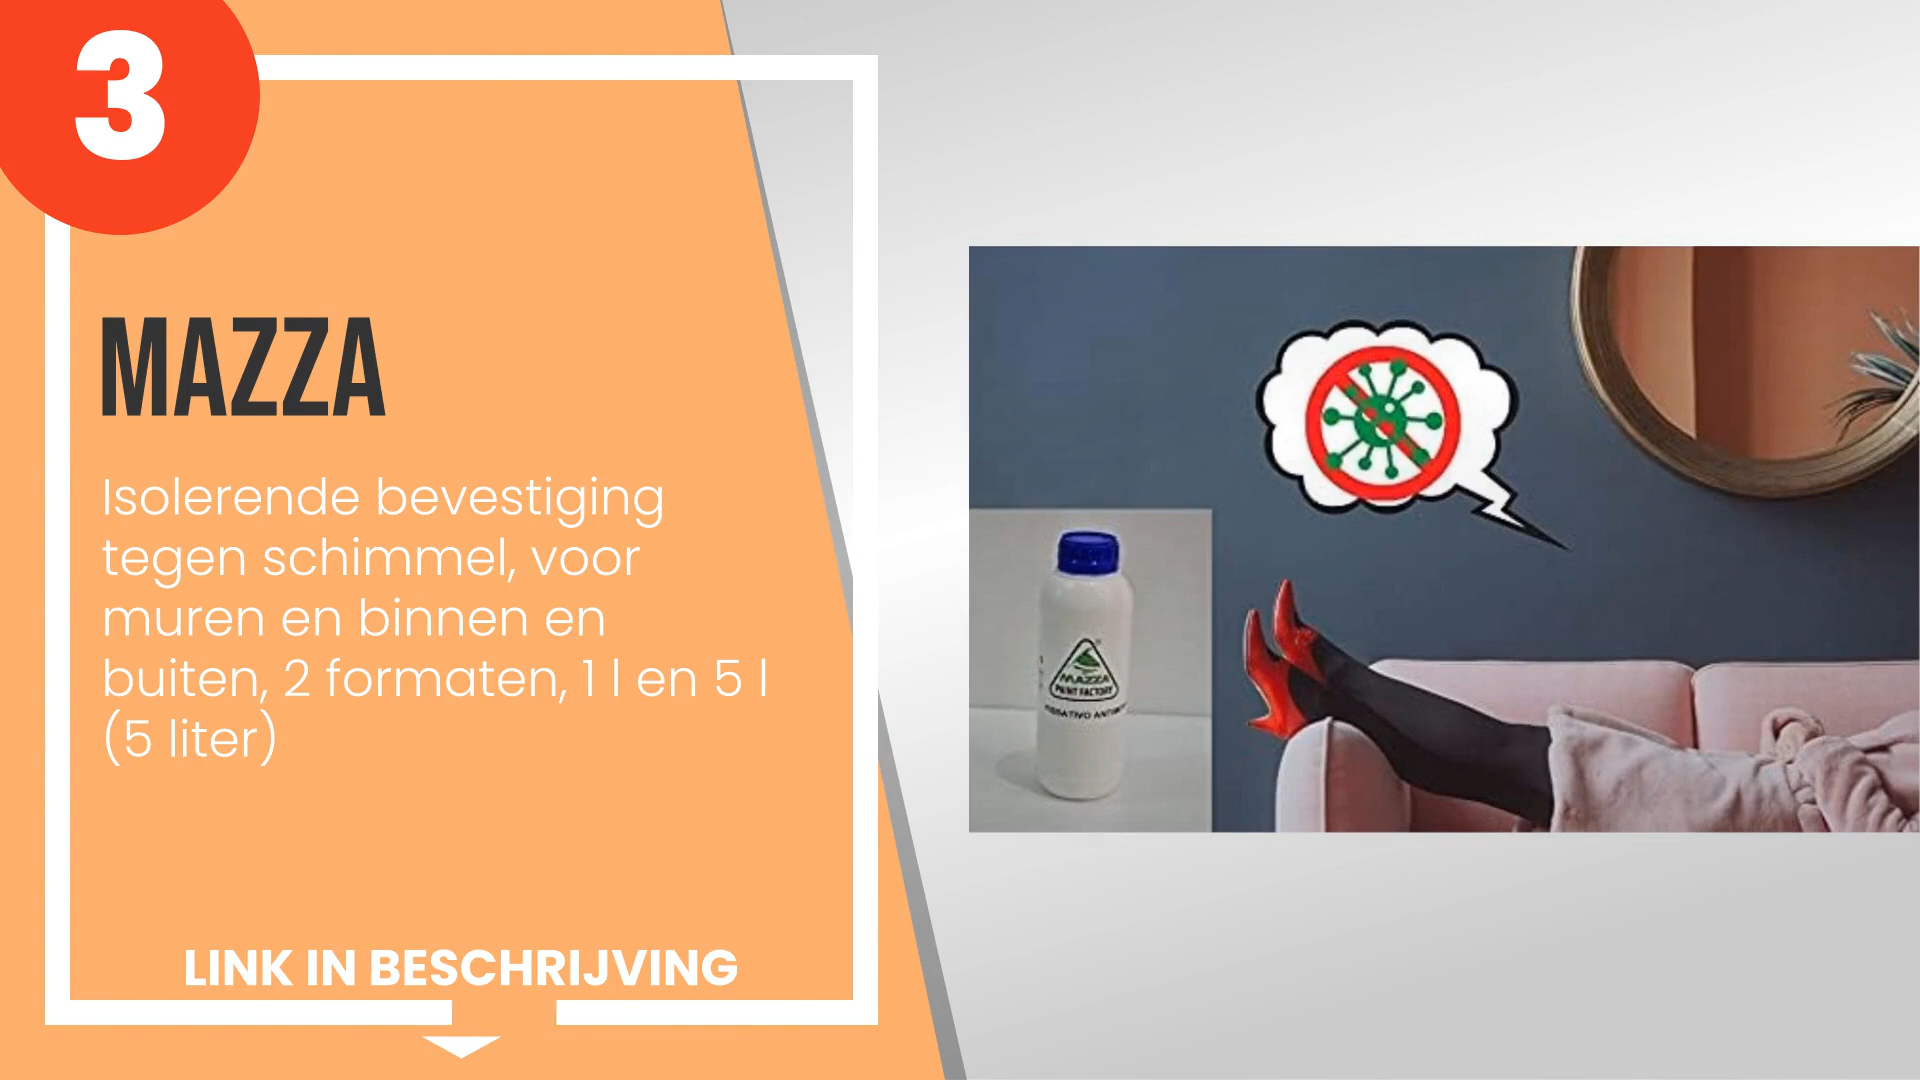 3
MAZZA
Isolerende bevestiging
tegen schimmel, voor
muren en binnen en
buiten, 2 formaten, 1 l en 5 l
(5 liter)
LINK IN BESCHRIJVING
MAZZA
PAINT FACTORY